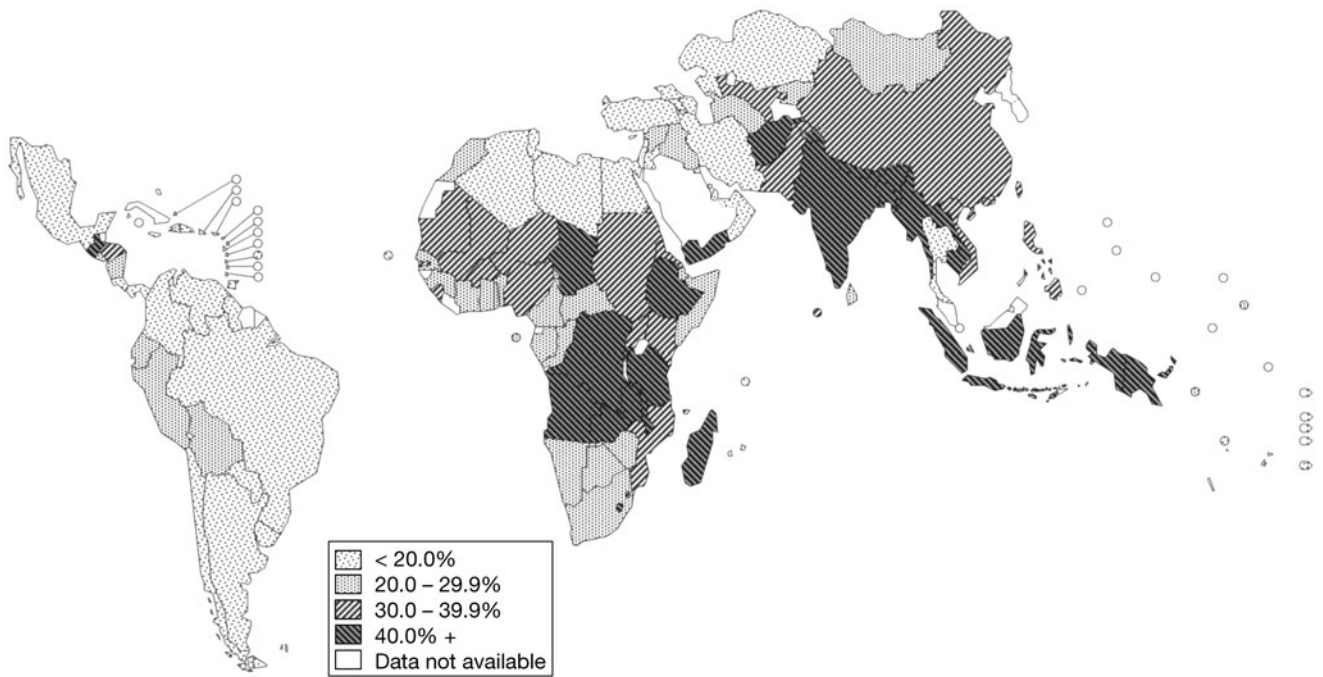 < 20.0%
20.0 – 29.9%
30.0 – 39.9%
40.0% +
Data not available